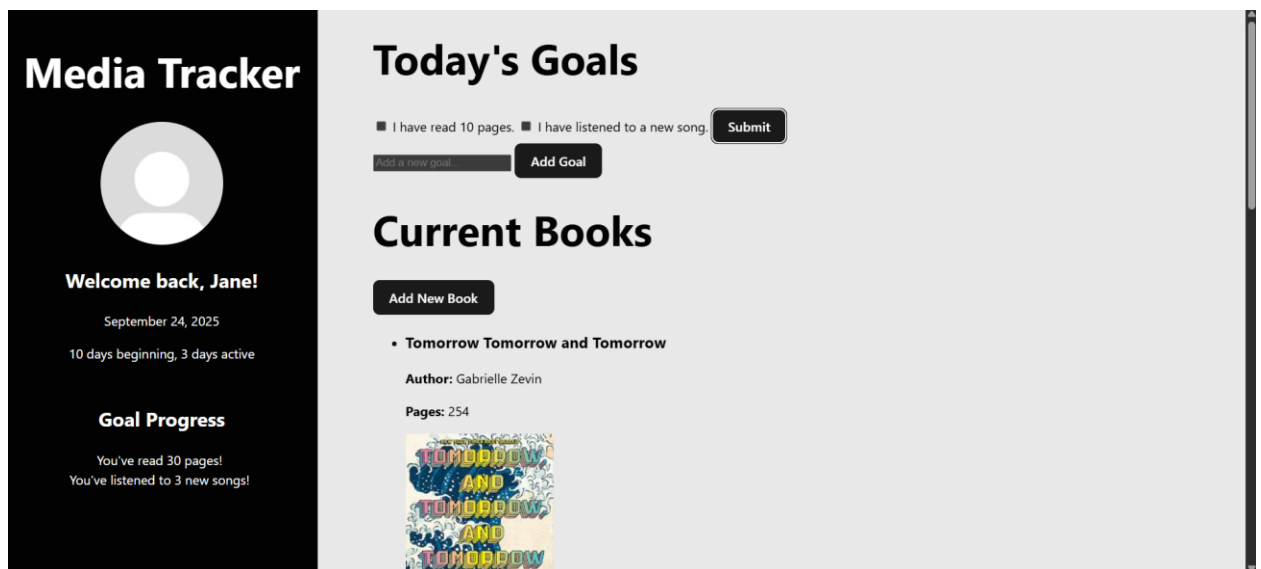 Media Tracker
Welcome back, Jane!
September 24, 2025
10 days beginning, 3 days active
Goal Progress
You've read 30 pages!
You've listened to 3 new songs!
Today's Goals
I have read 10 pages. I have listened to a new song. Submit
Add a new goal... Add Goal
Current Books
Add New Book
• Tomorrow Tomorrow and Tomorrow
Author: Gabrielle Zevin
Pages: 254
TOMORROW,
AND
TOMORROW,
AND
TOMORROW